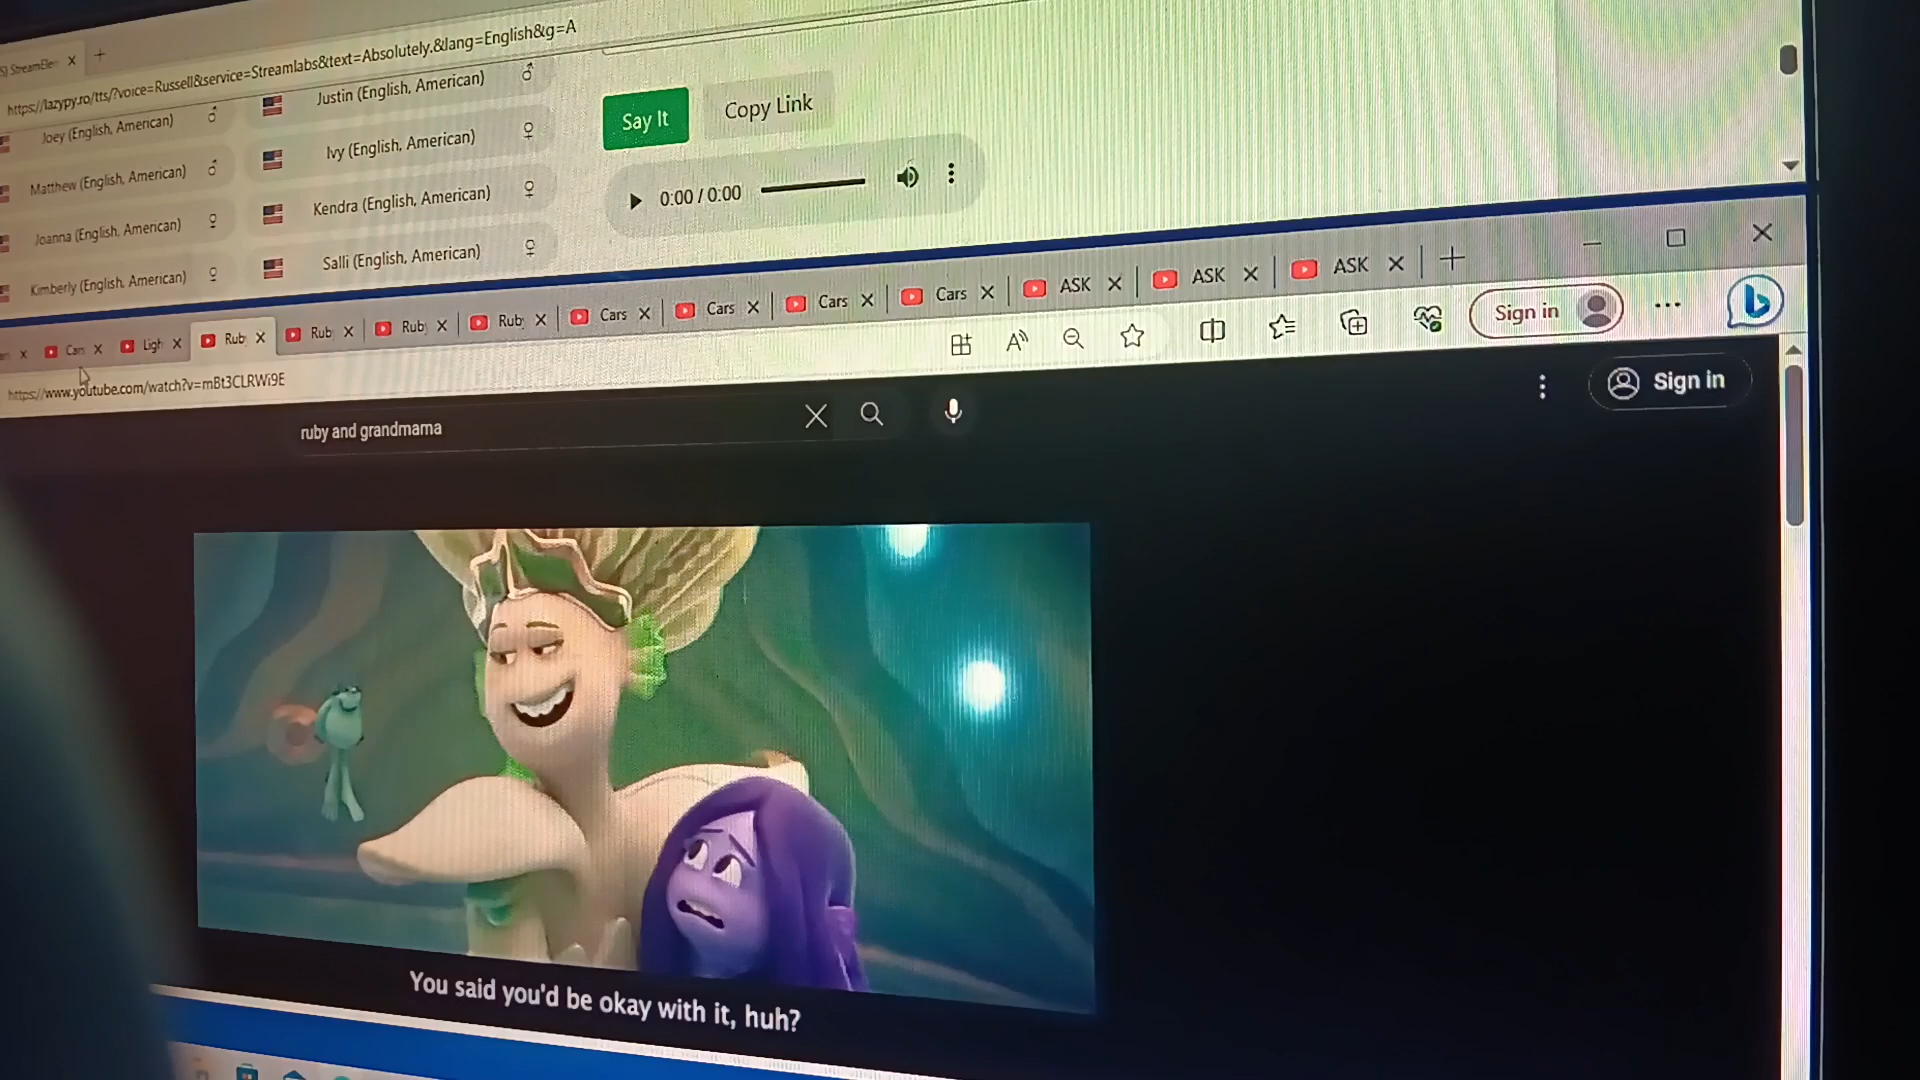 StreamEle
https://lazypy.ro/tts/?voice=Russell&service=Streamlabs&text=Absolutely.&lang=English&g=A
Joey (English, American)
Justin (English, American)
Matthew (English, American)
Ivy (English, American)
Joanna (English, American)
Kendra (English, American)
Kimberly (English, American)
Salli (English, American)
Say It
Copy Link
0:00 / 0:00
Cars
Ligh
Rub
Rub
Rub
Rub
Cars
Cars
Cars
Cars
ASK
ASK
ASK
Sign in
https://www.youtube.com/watch?v=mBt3CLRWi9E
ruby and grandmama
Sign in
You said you'd be okay with it, huh?